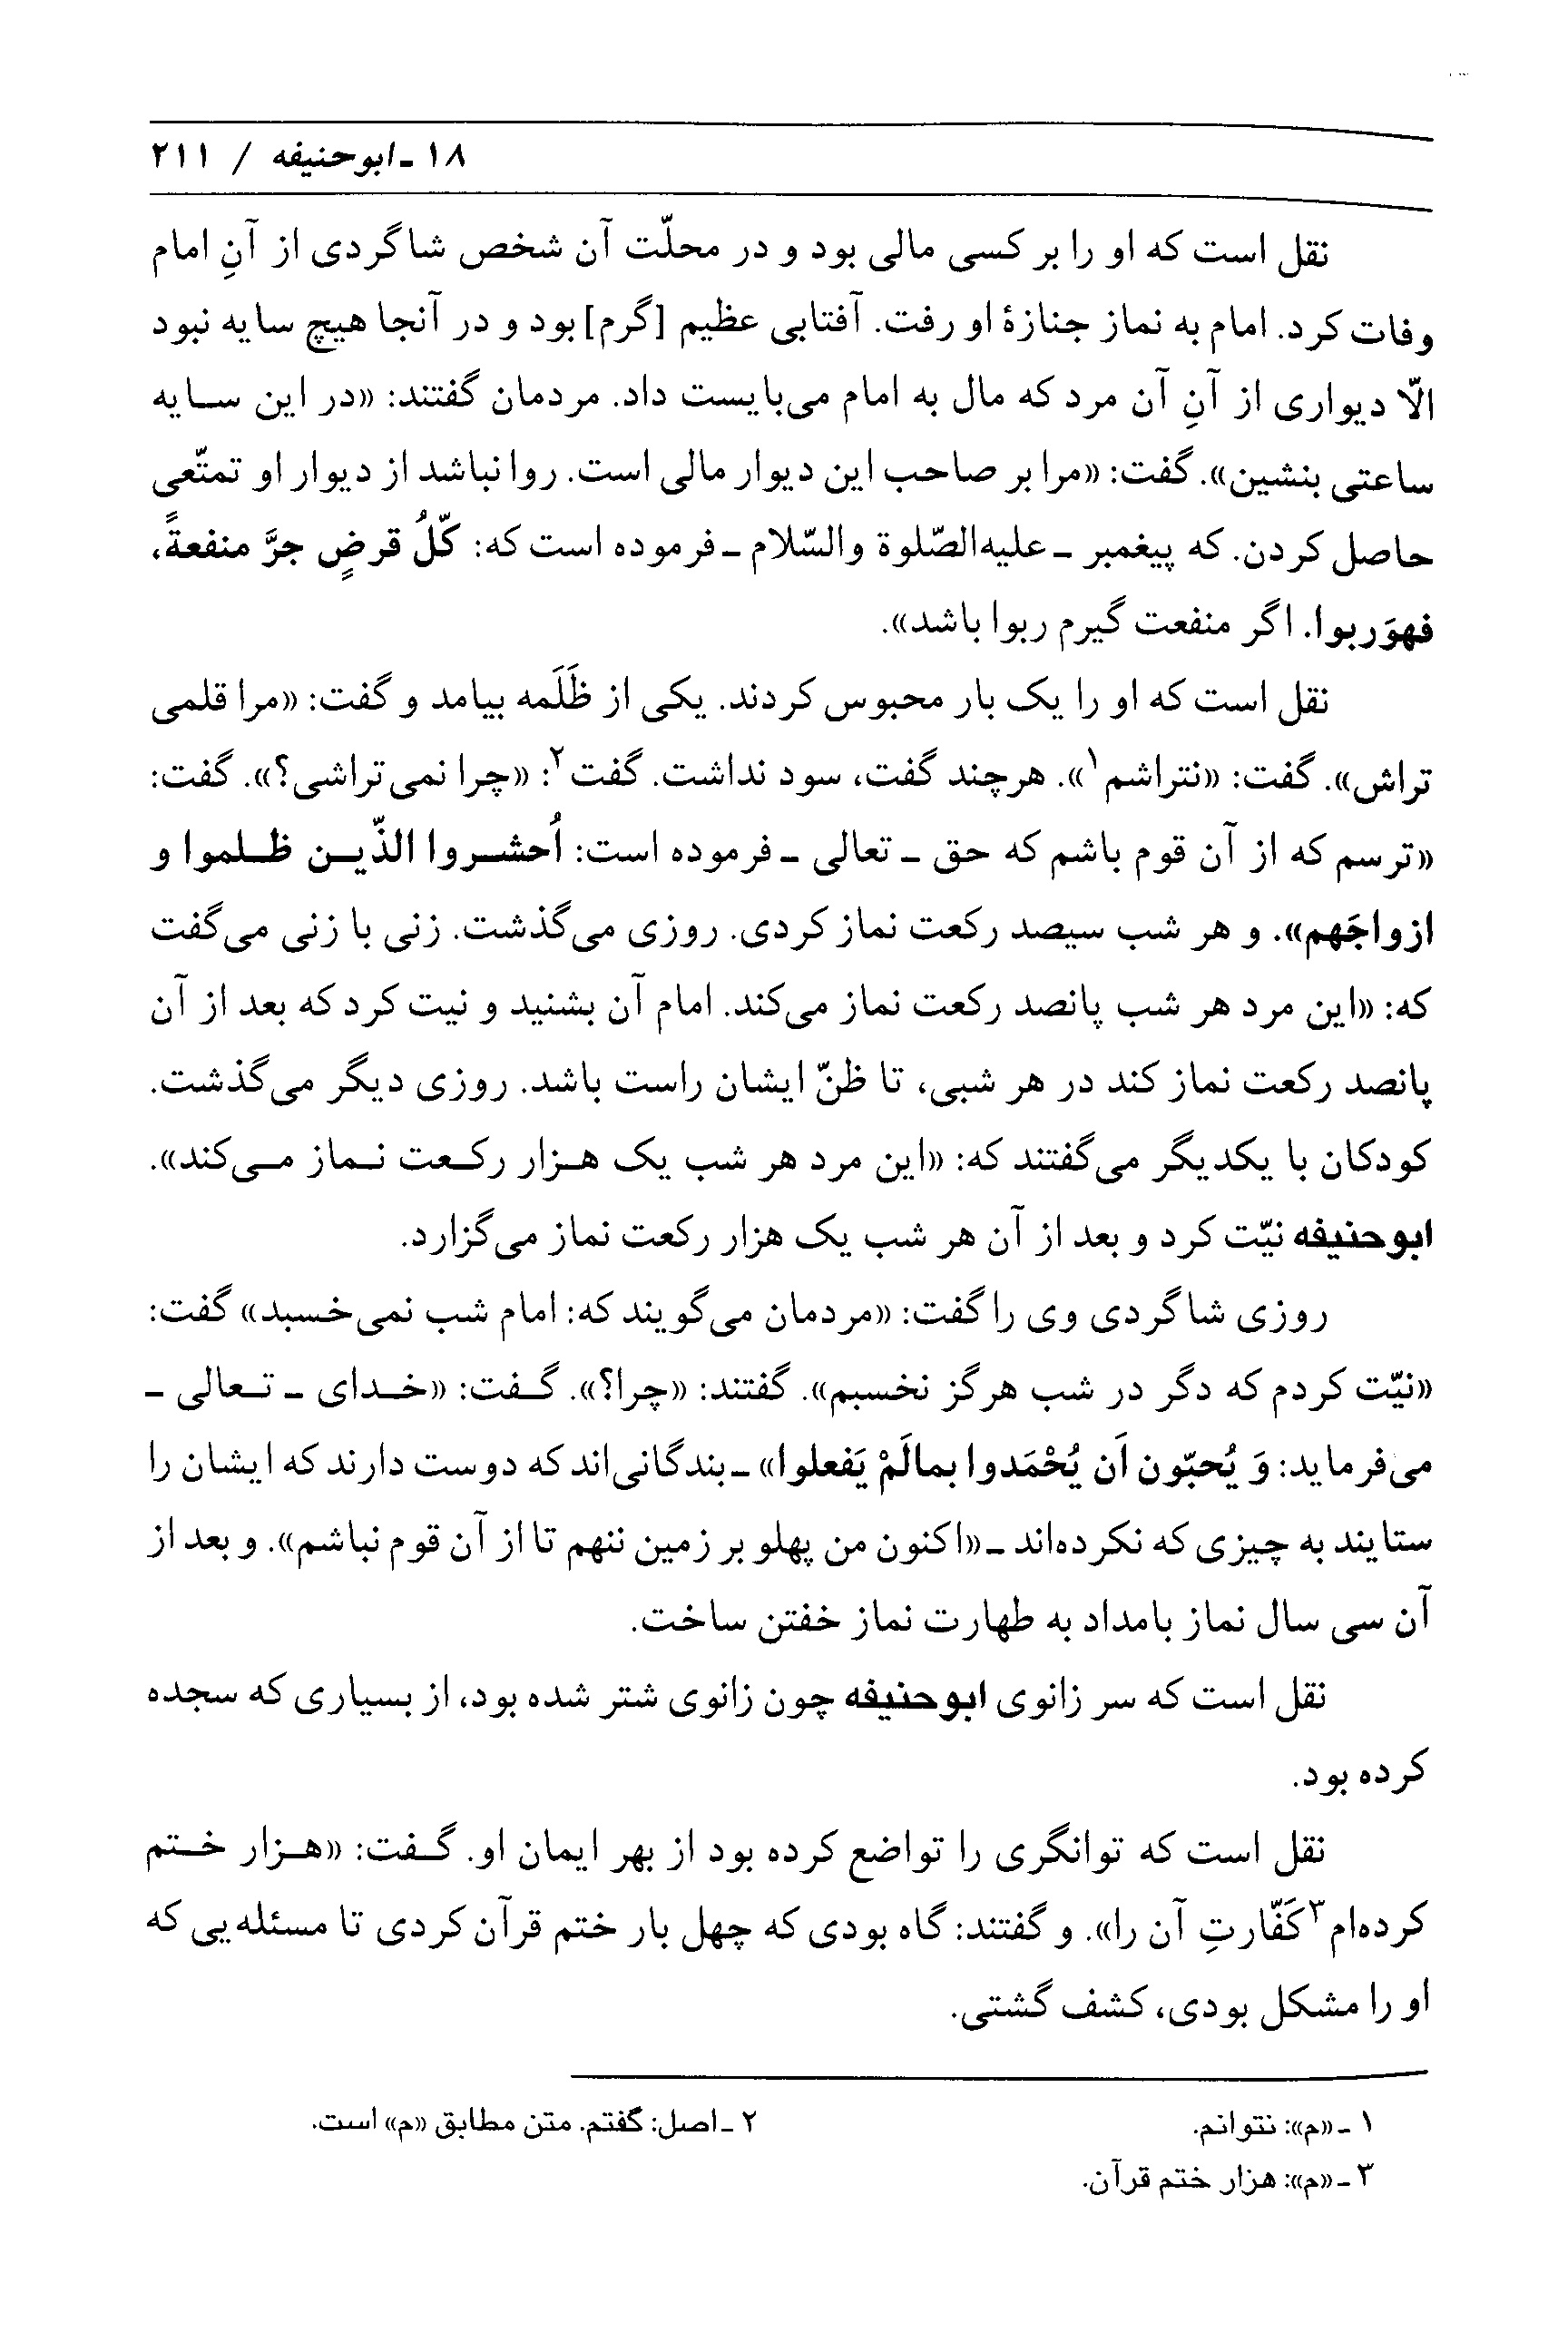 ۱۸ ـ ابوحنیفه / ۲۱۱
نقل است که او را بر کسی مالی بود و در محلّت آن شخص شاگردی از آنِ امام
وفات کرد. امام به نماز جنازهٔ او رفت. آفتابی عظیم [گرم] بود و در آنجا هیچ سایه نبود
الّا دیواری از آنِ آن مرد که مال به امام می‌بایست داد. مردمان گفتند: «در این سایه
ساعتی بنشین». گفت: «مرا بر صاحب این دیوار مالی است. روا نباشد از دیوار او تمتّعی
حاصل کردن. که پیغمبر ـ علیه‌الصّلوة والسّلام ـ فرموده است که: کّلُ قرضٍ جرَّ منفعةً،
فهوَ ربوا. اگر منفعت گیرم ربوا باشد».
نقل است که او را یک بار محبوس کردند. یکی از ظَلَمه بیامد و گفت: «مرا قلمی
تراش». گفت: «نتراشم۱». هرچند گفت، سود نداشت. گفت۲: «چرا نمی‌تراشی؟». گفت:
«ترسم که از آن قوم باشم که حق ـ تعالی ـ فرموده است: اُحشروا الذّین ظلموا و
ازواجَهم». و هر شب سیصد رکعت نماز کردی. روزی می‌گذشت. زنی با زنی می‌گفت
که: «این مرد هر شب پانصد رکعت نماز می‌کند. امام آن بشنید و نیت کرد که بعد از آن
پانصد رکعت نماز کند در هر شبی، تا ظنّ ایشان راست باشد. روزی دیگر می‌گذشت.
کودکان با یکدیگر می‌گفتند که: «این مرد هر شب یک هزار رکعت نماز می‌کند».
ابوحنیفه نیّت کرد و بعد از آن هر شب یک هزار رکعت نماز می‌گزارد.
روزی شاگردی وی را گفت: «مردمان می‌گویند که: امام شب نمی‌خسبد» گفت:
«نیّت کردم که دگر در شب هرگز نخسبم». گفتند: «چرا؟». گفت: «خدای ـ تعالی ـ
می‌فرماید: وَ یُحبّون اَن یُحْمَدوا بمالَمْ یَفعلوا» ـ بندگانی‌اند که دوست دارند که ایشان را
ستایند به چیزی که نکرده‌اند ـ «اکنون من پهلو بر زمین ننهم تا از آن قوم نباشم». و بعد از
آن سی سال نماز بامداد به طهارت نماز خفتن ساخت.
نقل است که سر زانوی ابوحنیفه چون زانوی شتر شده بود، از بسیاری که سجده
کرده بود.
نقل است که توانگری را تواضع کرده بود از بهر ایمان او. گفت: «هزار ختم
کرده‌ام۳ کَفّارتِ آن را». و گفتند: گاه بودی که چهل بار ختم قرآن کردی تا مسئله‌یی که
او را مشکل بودی، کشف گشتی.
۱ ـ «م»: نتوانم.
۲ ـ اصل: گفتم. متن مطابق «م» است.
۳ ـ «م»: هزار ختم قرآن.